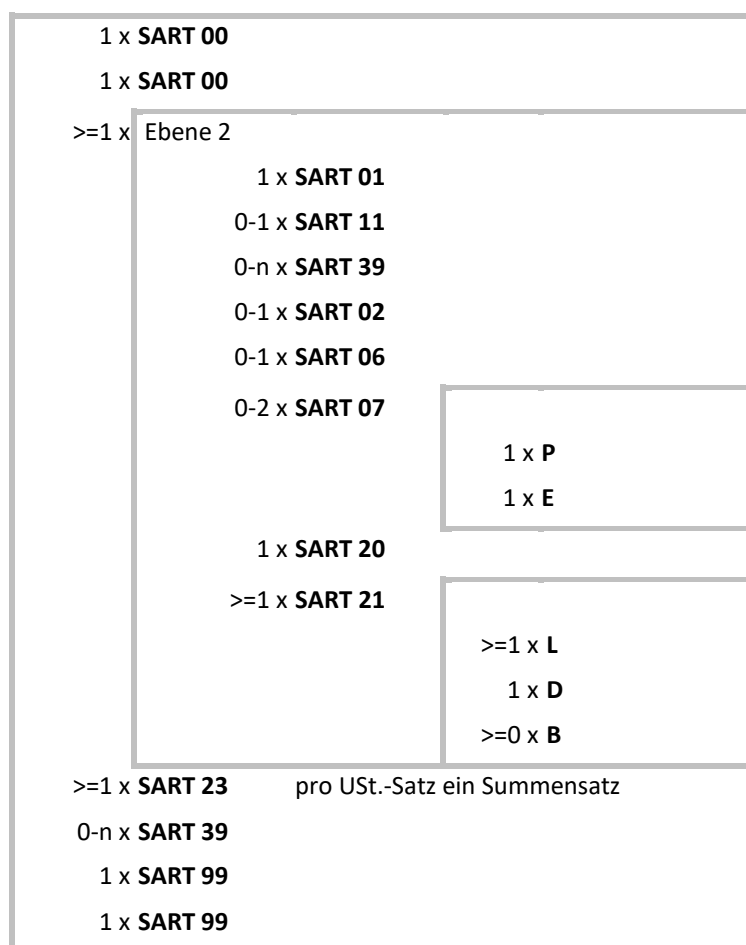 1 x SART 00
1 x SART 00
>=1 x Ebene 2
1 x SART 01
0-1 x SART 11
0-n x SART 39
0-1 x SART 02
0-1 x SART 06
0-2 x SART 07
1 x P
1 x E
1 x SART 20
>=1 x SART 21
>=1 x L
1 x D
>=0 x B
>=1 x SART 23 pro USt.-Satz ein Summensatz
0-n x SART 39
1 x SART 99
1 x SART 99